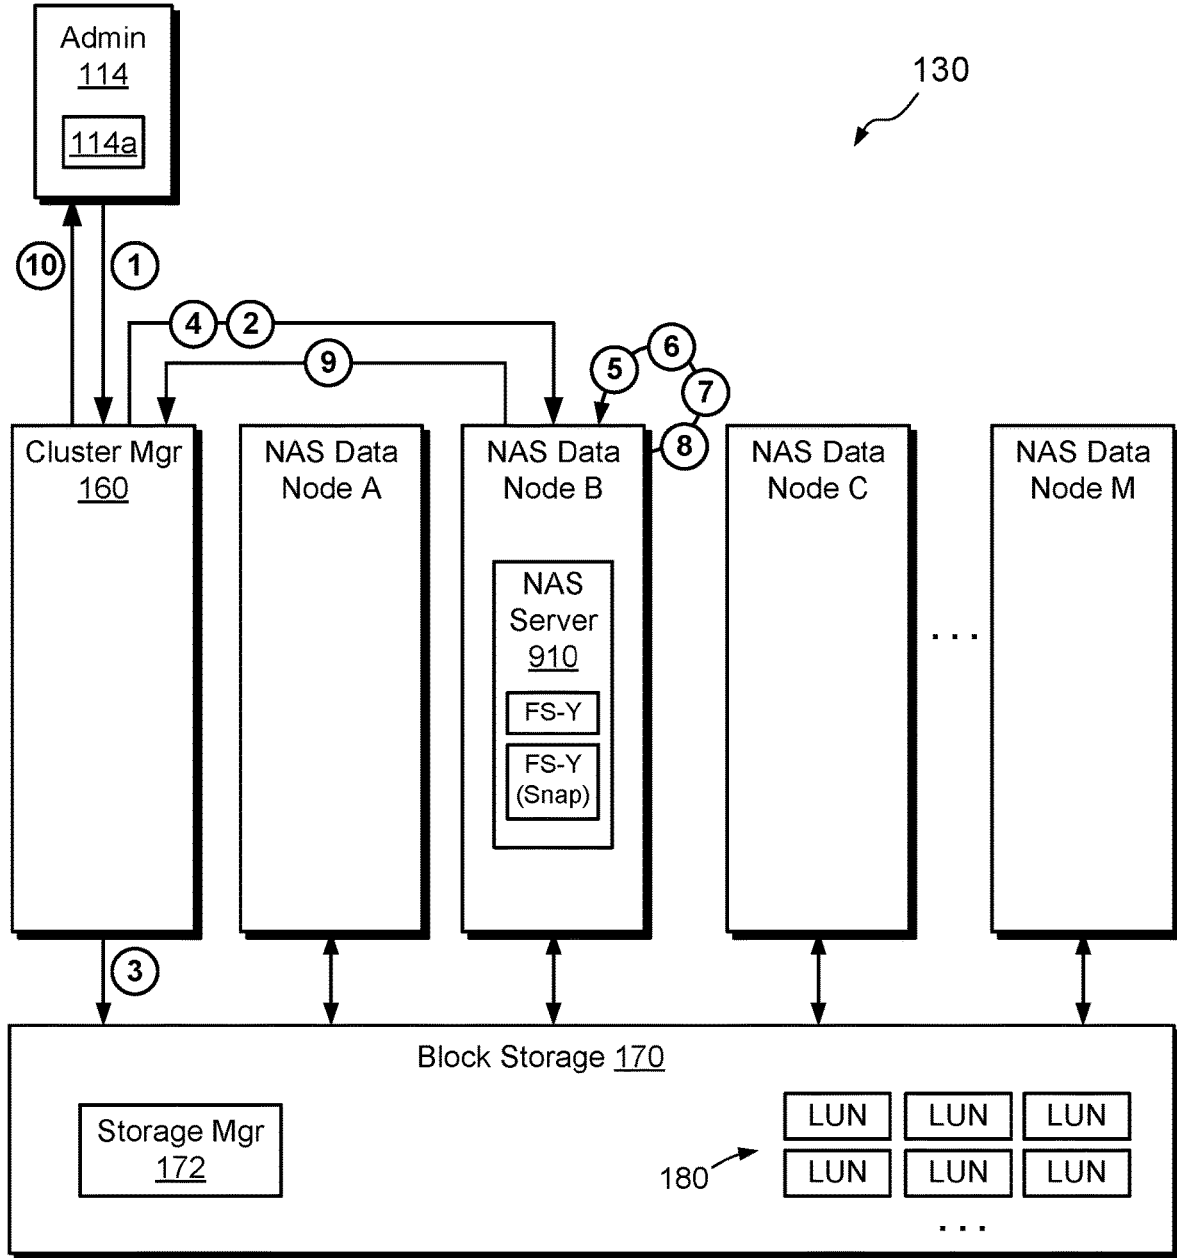 Admin
114
114a
130
10
1
4
2
9
5
6
7
8
Cluster Mgr
160
NAS Data
Node A
NAS Data
Node B
NAS Data
Node C
NAS Data
Node M
NAS
Server
910
FS-Y
FS-Y
(Snap)
. . .
3
Block Storage 170
Storage Mgr
172
180
LUN LUN LUN
LUN LUN LUN
. . .